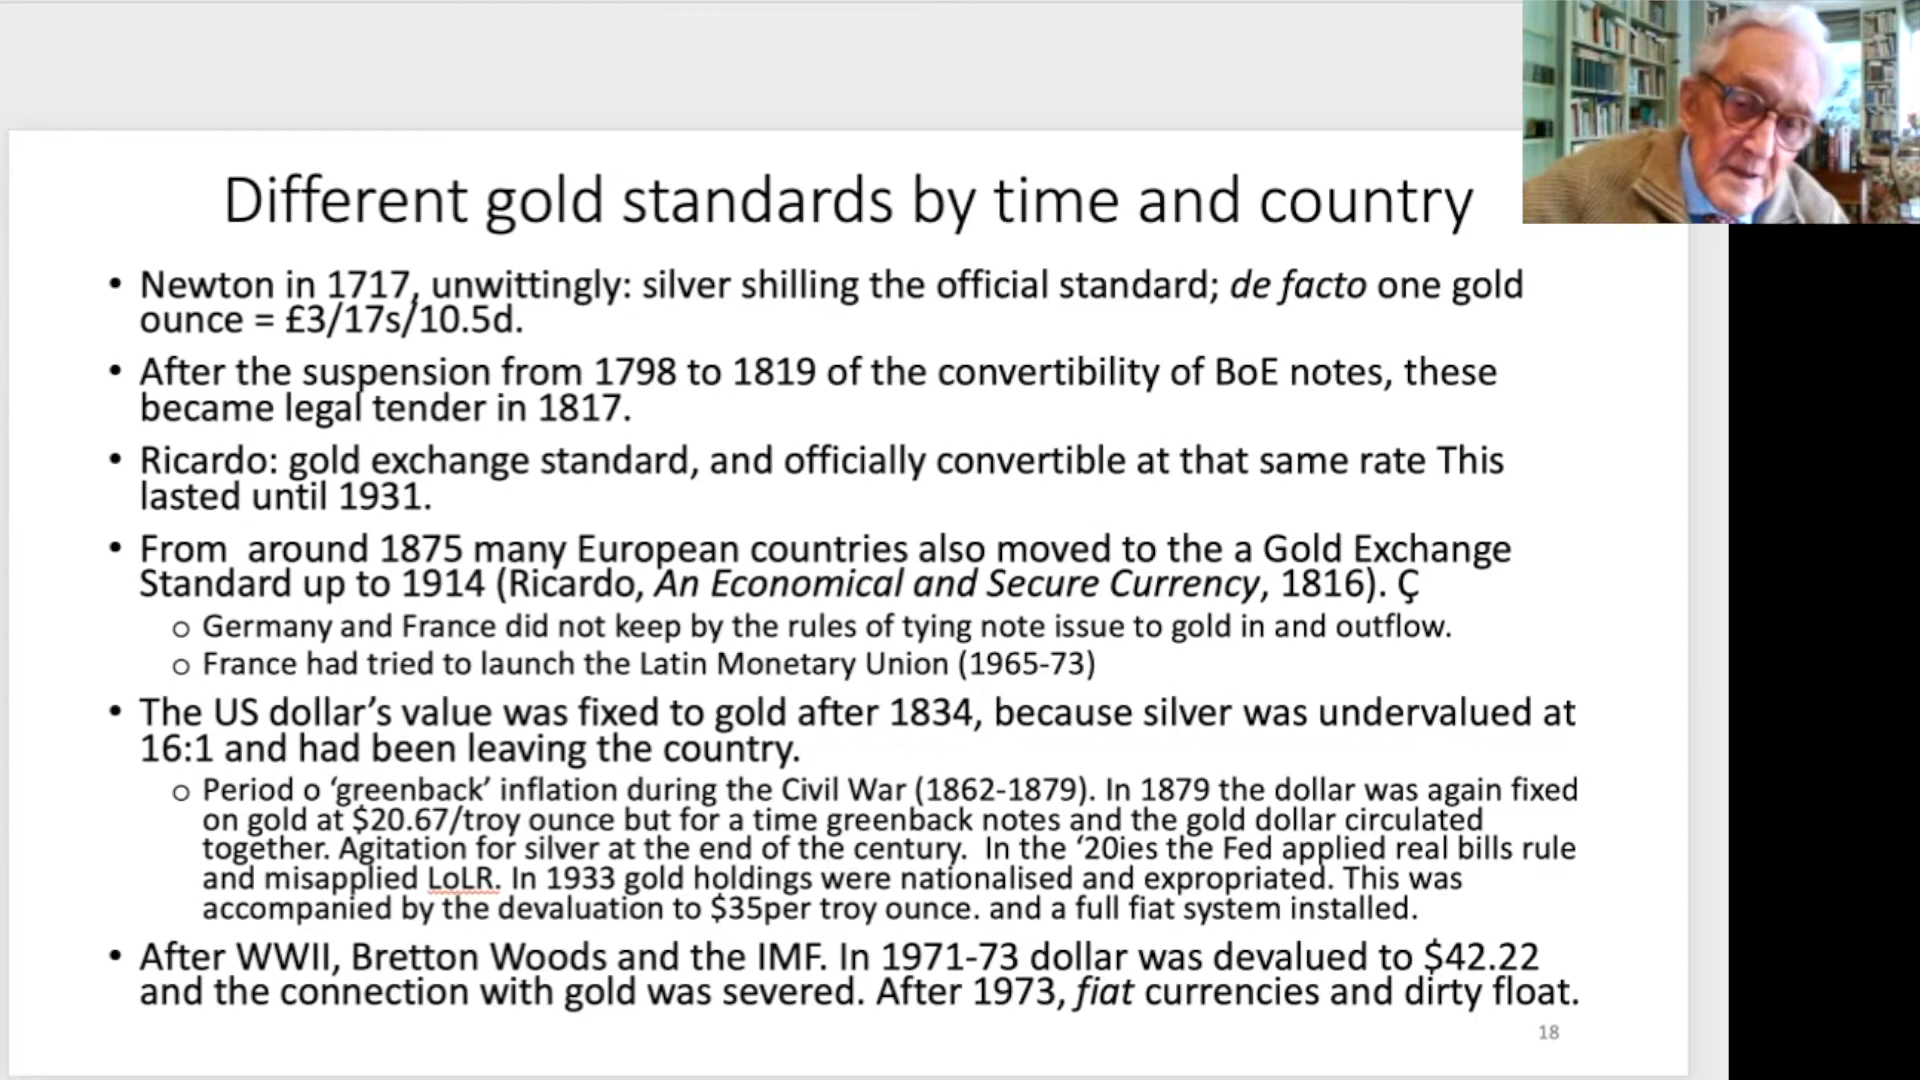 Different gold standards by time and country
• Newton in 1717, unwittingly: silver shilling the official standard; de facto one gold
ounce = £3/17s/10.5d.
• After the suspension from 1798 to 1819 of the convertibility of BoE notes, these
became legal tender in 1817.
• Ricardo: gold exchange standard, and officially convertible at that same rate This
lasted until 1931.
• From  around 1875 many European countries also moved to the a Gold Exchange
Standard up to 1914 (Ricardo, An Economical and Secure Currency, 1816). Ç
o Germany and France did not keep by the rules of tying note issue to gold in and outflow.
o France had tried to launch the Latin Monetary Union (1965-73)
• The US dollar’s value was fixed to gold after 1834, because silver was undervalued at
16:1 and had been leaving the country.
o Period o ‘greenback’ inflation during the Civil War (1862-1879). In 1879 the dollar was again fixed
on gold at $20.67/troy ounce but for a time greenback notes and the gold dollar circulated
together. Agitation for silver at the end of the century.  In the ‘20ies the Fed applied real bills rule
and misapplied LoLR. In 1933 gold holdings were nationalised and expropriated. This was
accompanied by the devaluation to $35per troy ounce. and a full fiat system installed.
• After WWII, Bretton Woods and the IMF. In 1971-73 dollar was devalued to $42.22
and the connection with gold was severed. After 1973, fiat currencies and dirty float.
18